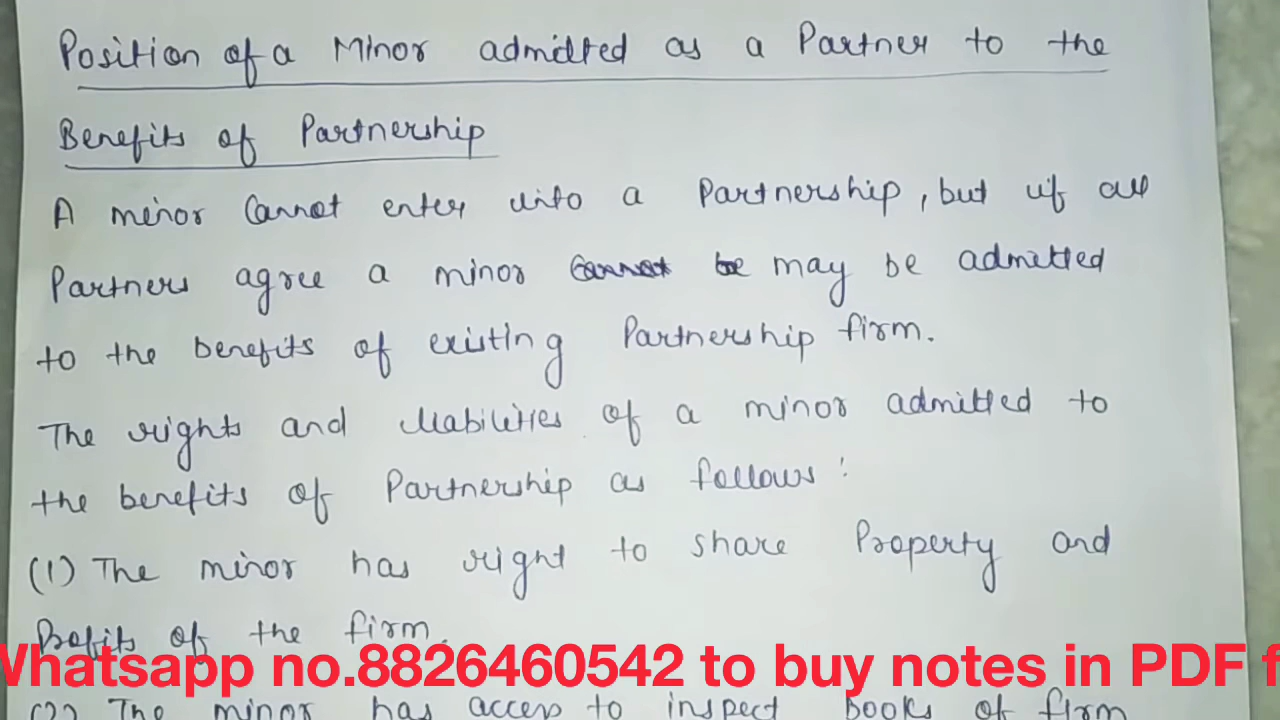 Position of a Minor admitted as a Partner to the
Benefits of Partnership
A minor Cannot enter into a Partnership, but if all
Partners agree a minor Cannot be may be admitted
to the benefits of existing Partnership firm.
The rights and liabilities of a minor admitted to
the benefits of Partnership as follows:
(1) The minor has right to share Property and
Profits of the firm.
Whatsapp no.8826460542 to buy notes in PDF f
(2) The minor has access to inspect Books of firm